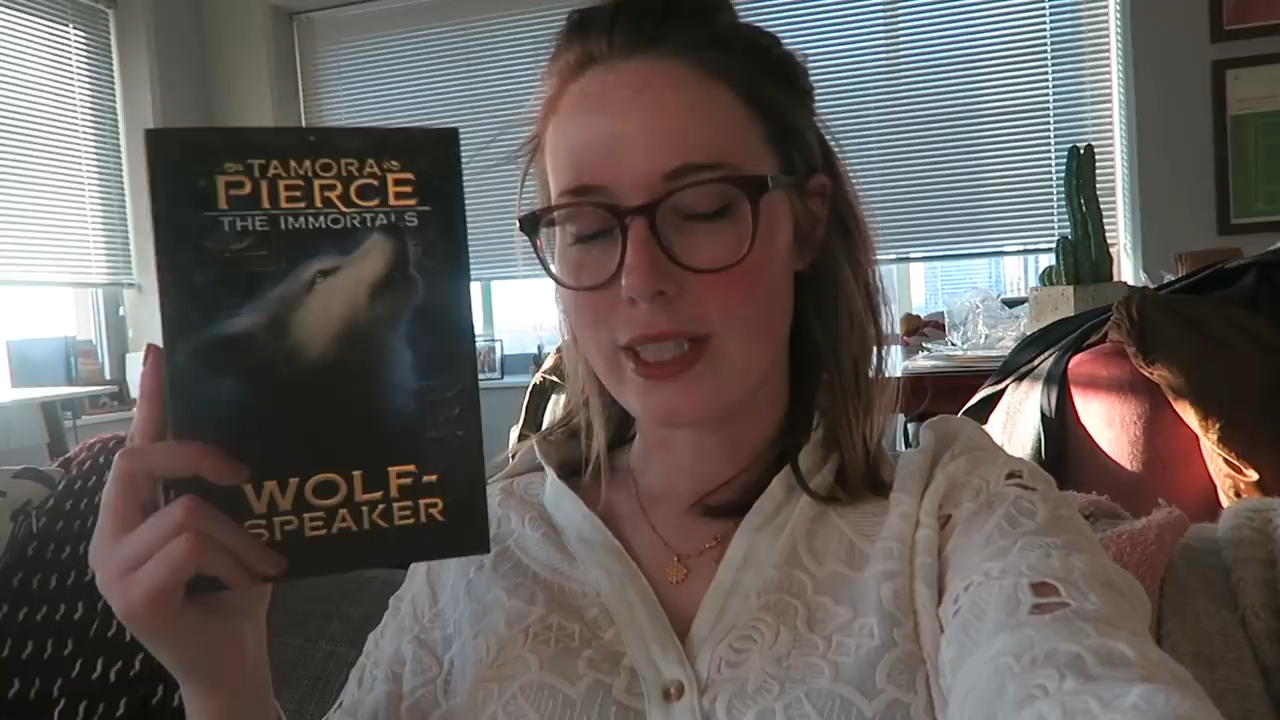 TAMORA
PIERCE
THE IMMORTALS
WOLF-
SPEAKER